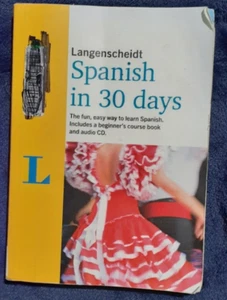 Langenscheidt
Spanish
in 30 days
The fun, easy way to learn Spanish.
Includes a beginner's course book
and audio CD.
L